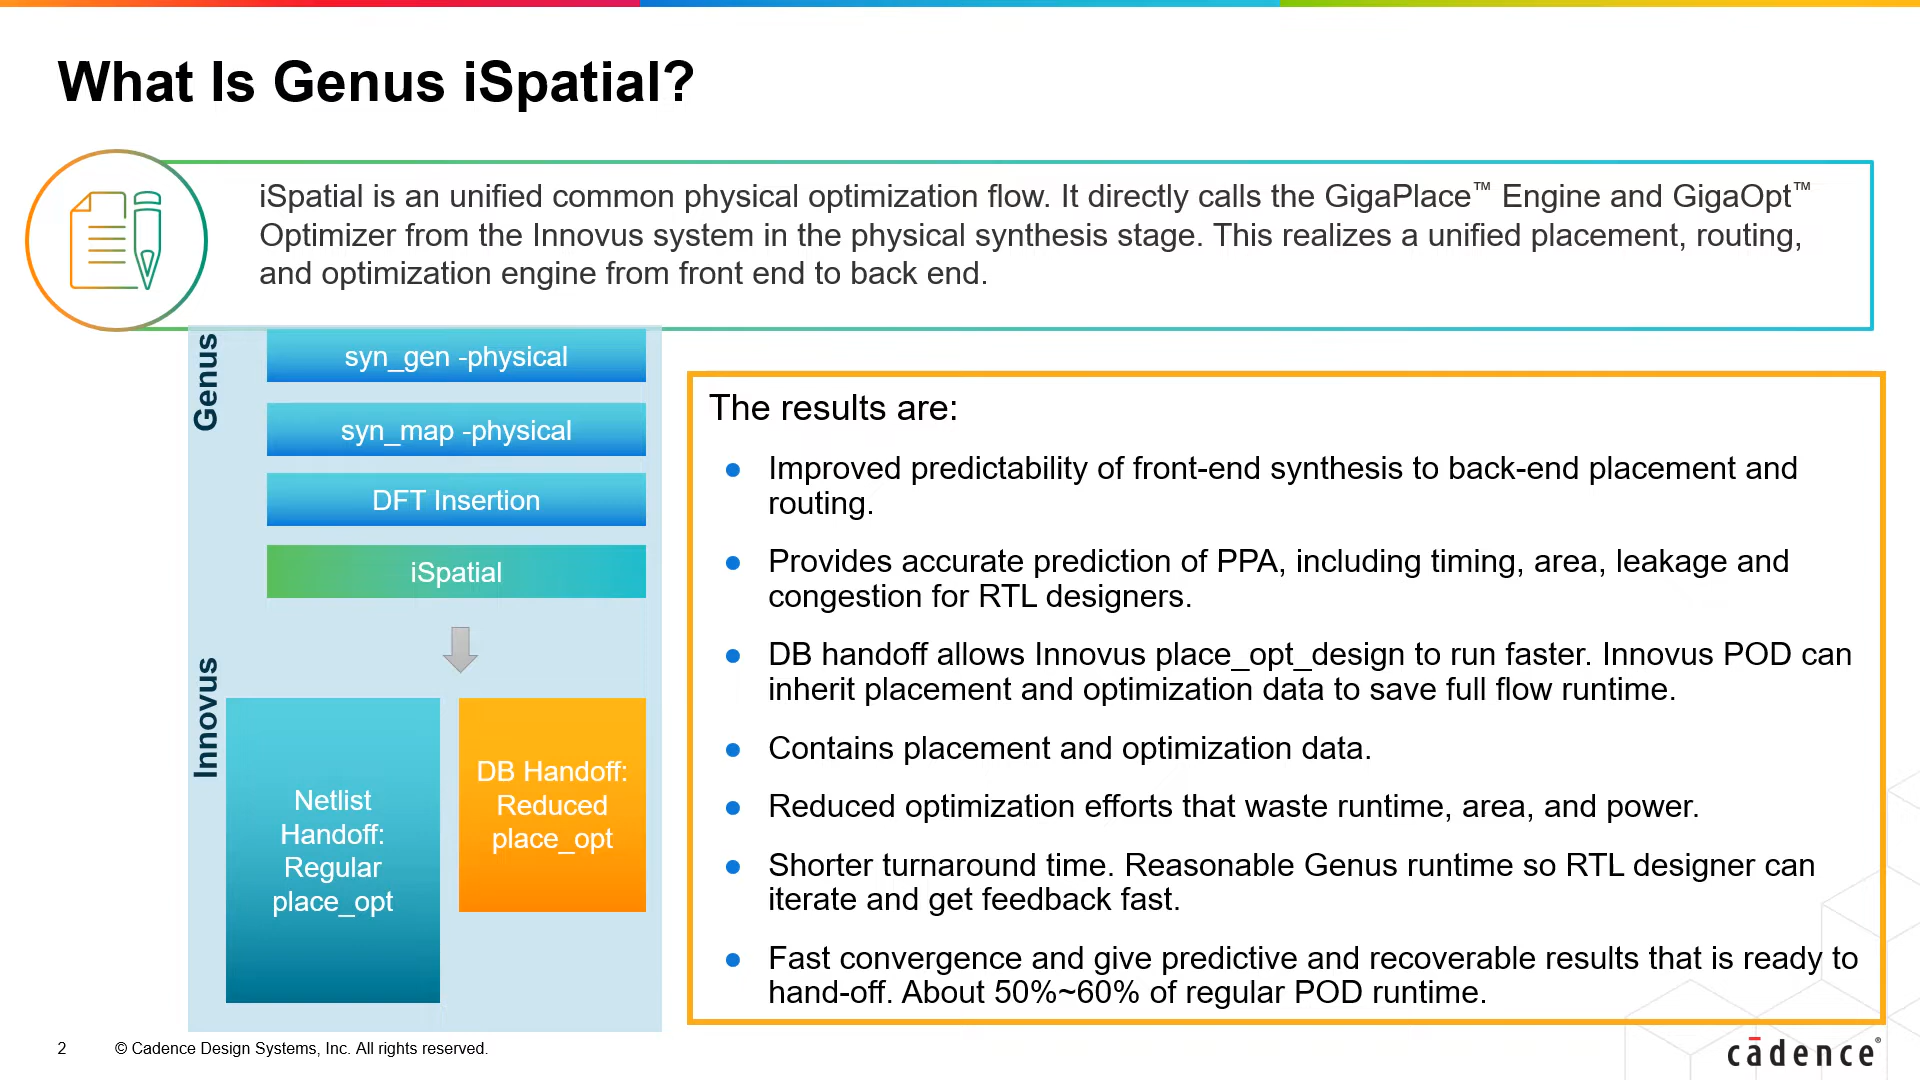 What Is Genus iSpatial?
iSpatial is an unified common physical optimization flow. It directly calls the GigaPlace™ Engine and GigaOpt™
Optimizer from the Innovus system in the physical synthesis stage. This realizes a unified placement, routing,
and optimization engine from front end to back end.
Genus
syn_gen -physical
syn_map -physical
DFT Insertion
iSpatial
Innovus
Netlist
Handoff:
Regular
place_opt
DB Handoff:
Reduced
place_opt
The results are:
● Improved predictability of front-end synthesis to back-end placement and
routing.
● Provides accurate prediction of PPA, including timing, area, leakage and
congestion for RTL designers.
● DB handoff allows Innovus place_opt_design to run faster. Innovus POD can
inherit placement and optimization data to save full flow runtime.
● Contains placement and optimization data.
● Reduced optimization efforts that waste runtime, area, and power.
● Shorter turnaround time. Reasonable Genus runtime so RTL designer can
iterate and get feedback fast.
● Fast convergence and give predictive and recoverable results that is ready to
hand-off. About 50%~60% of regular POD runtime.
2 © Cadence Design Systems, Inc. All rights reserved.
cādence®